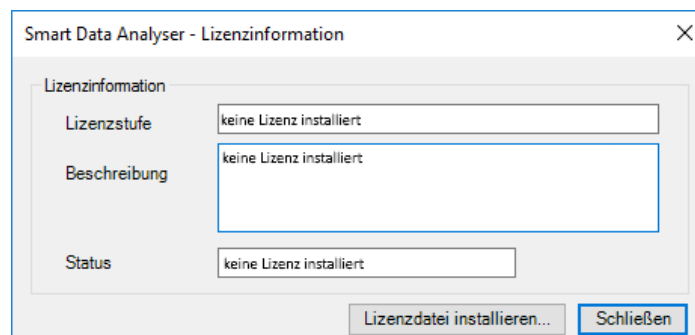 Smart Data Analyser - Lizenzinformation
Lizenzinformation
Lizenzstufe
keine Lizenz installiert
Beschreibung
keine Lizenz installiert
Status
keine Lizenz installiert
Lizenzdatei installieren...
Schließen